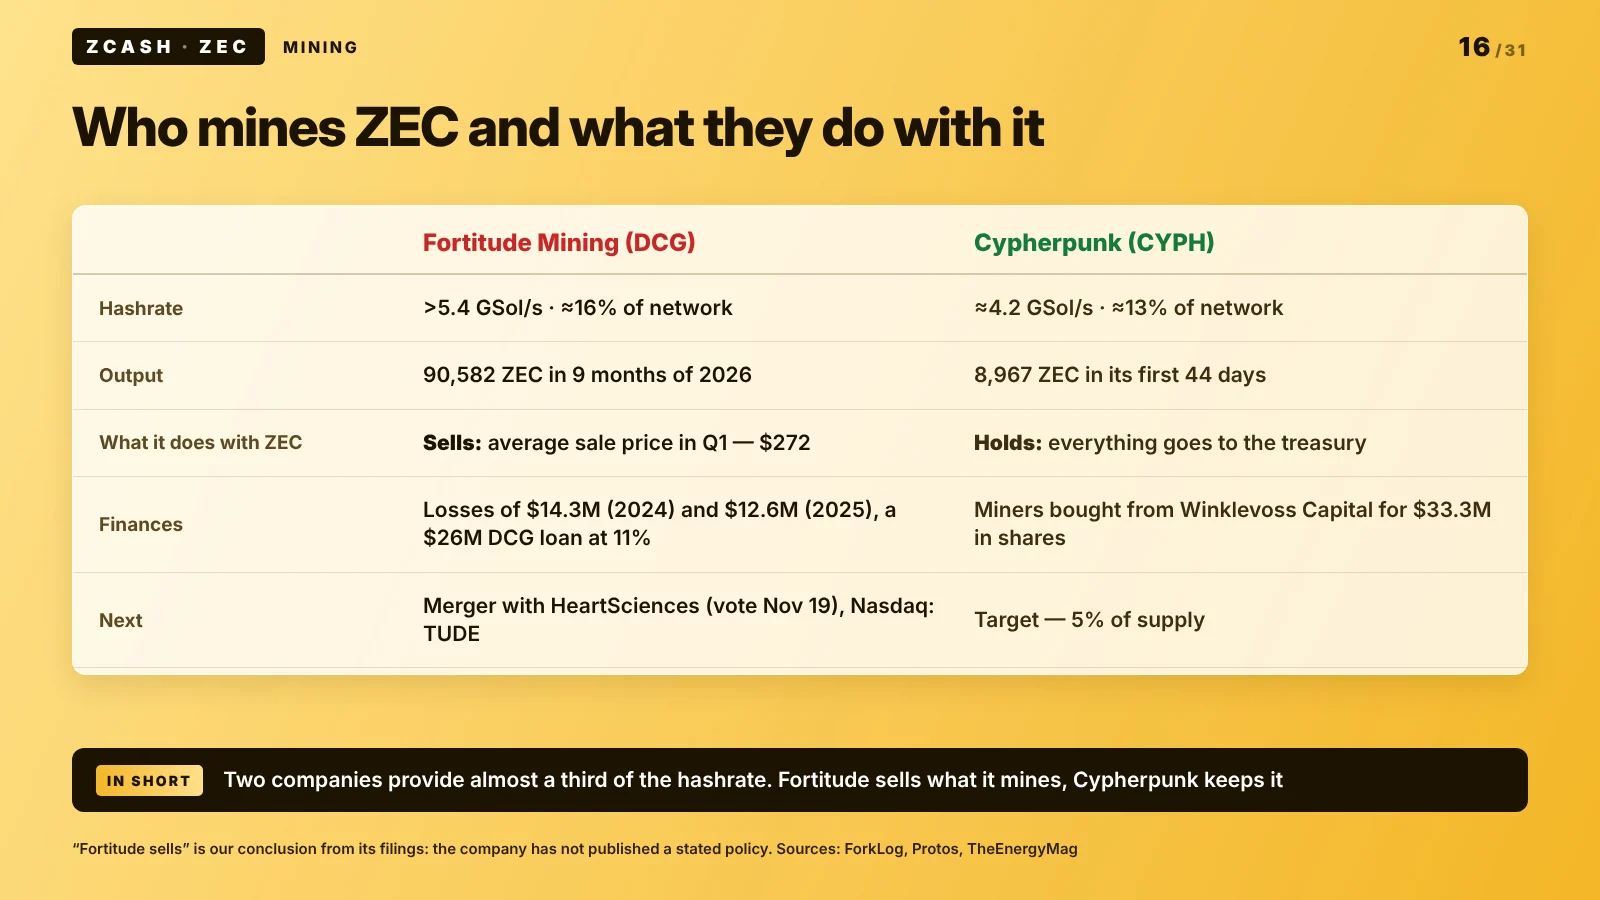 ZCASH · ZEC MINING 16 / 31
Who mines ZEC and what they do with it
Fortitude Mining (DCG) Cypherpunk (CYPH)
Hashrate >5.4 GSol/s · ≈16% of network ≈4.2 GSol/s · ≈13% of network
Output 90,582 ZEC in 9 months of 2026 8,967 ZEC in its first 44 days
What it does with ZEC Sells: average sale price in Q1 — $272 Holds: everything goes to the treasury
Finances Losses of $14.3M (2024) and $12.6M (2025), a
$26M DCG loan at 11% Miners bought from Winklevoss Capital for $33.3M
in shares
Next Merger with HeartSciences (vote Nov 19), Nasdaq:
TUDE Target — 5% of supply
IN SHORT Two companies provide almost a third of the hashrate. Fortitude sells what it mines, Cypherpunk keeps it
“Fortitude sells” is our conclusion from its filings: the company has not published a stated policy. Sources: ForkLog, Protos, TheEnergyMag